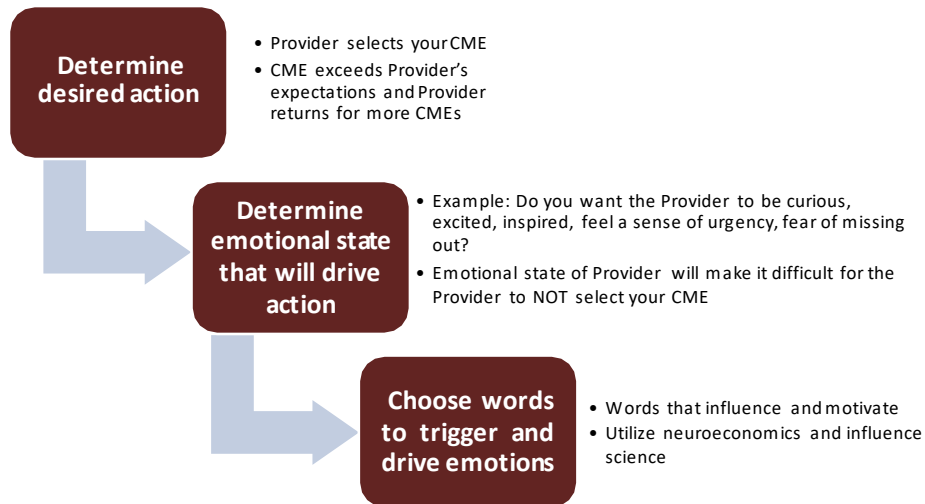 Determine
desired action
• Provider selects your CME
• CME exceeds Provider's
expectations and Provider
returns for more CMEs
Determine
emotional state
that will drive
action
• Example: Do you want the Provider to be curious,
excited, inspired, feel a sense of urgency, fear of missing
out?
• Emotional state of Provider will make it difficult for the
Provider to NOT select your CME
Choose words
to trigger and
drive emotions
• Words that influence and motivate
• Utilize neuroeconomics and influence
science